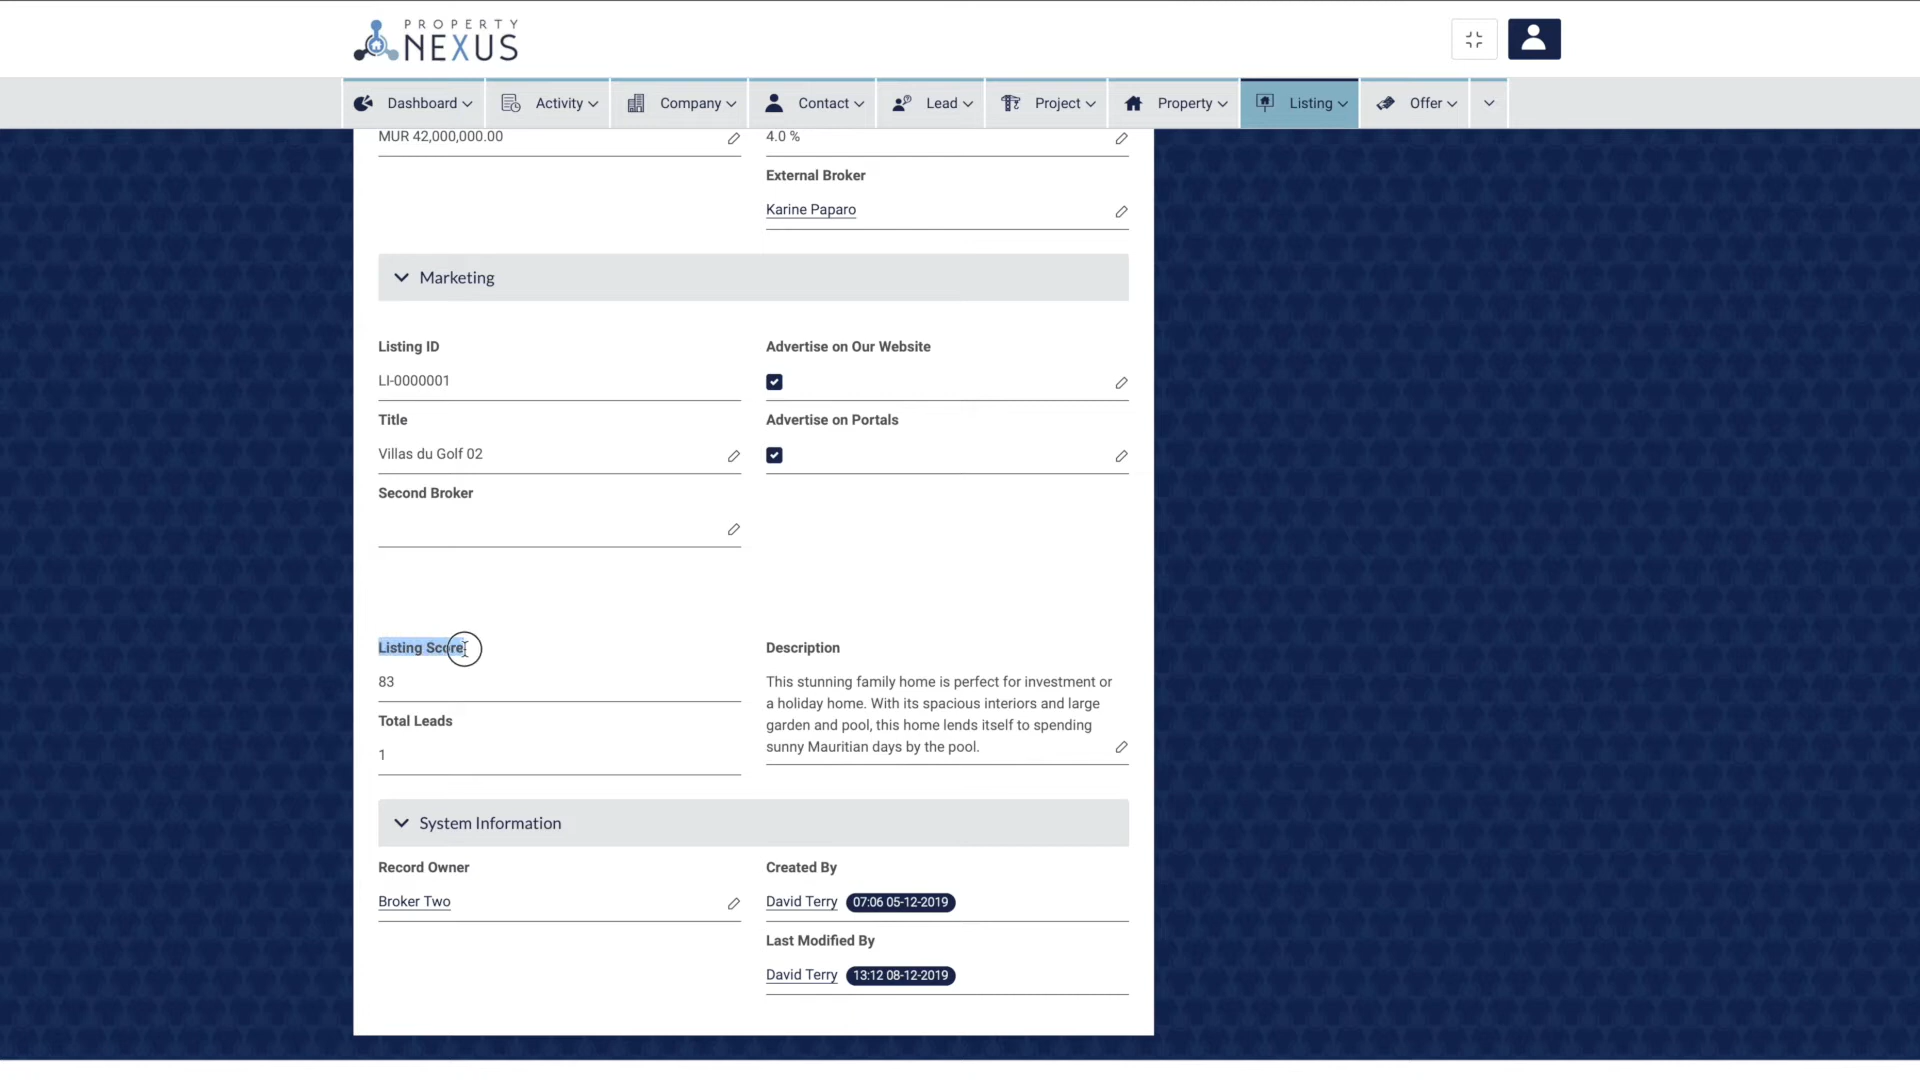 PROPERTY
NEXUS
Dashboard Activity Company Contact Lead Project Property Listing Offer
MUR 42,000,000.00
4.0 %
External Broker
Karine Paparo
Marketing
Listing ID
LI-0000001
Advertise on Our Website
Title
Villas du Golf 02
Advertise on Portals
Second Broker
Listing Score
83
Total Leads
1
Description
This stunning family home is perfect for investment or
a holiday home. With its spacious interiors and large
garden and pool, this home lends itself to spending
sunny Mauritian days by the pool.
System Information
Record Owner
Broker Two
Created By
David Terry 07:06 05-12-2019
Last Modified By
David Terry 13:12 08-12-2019